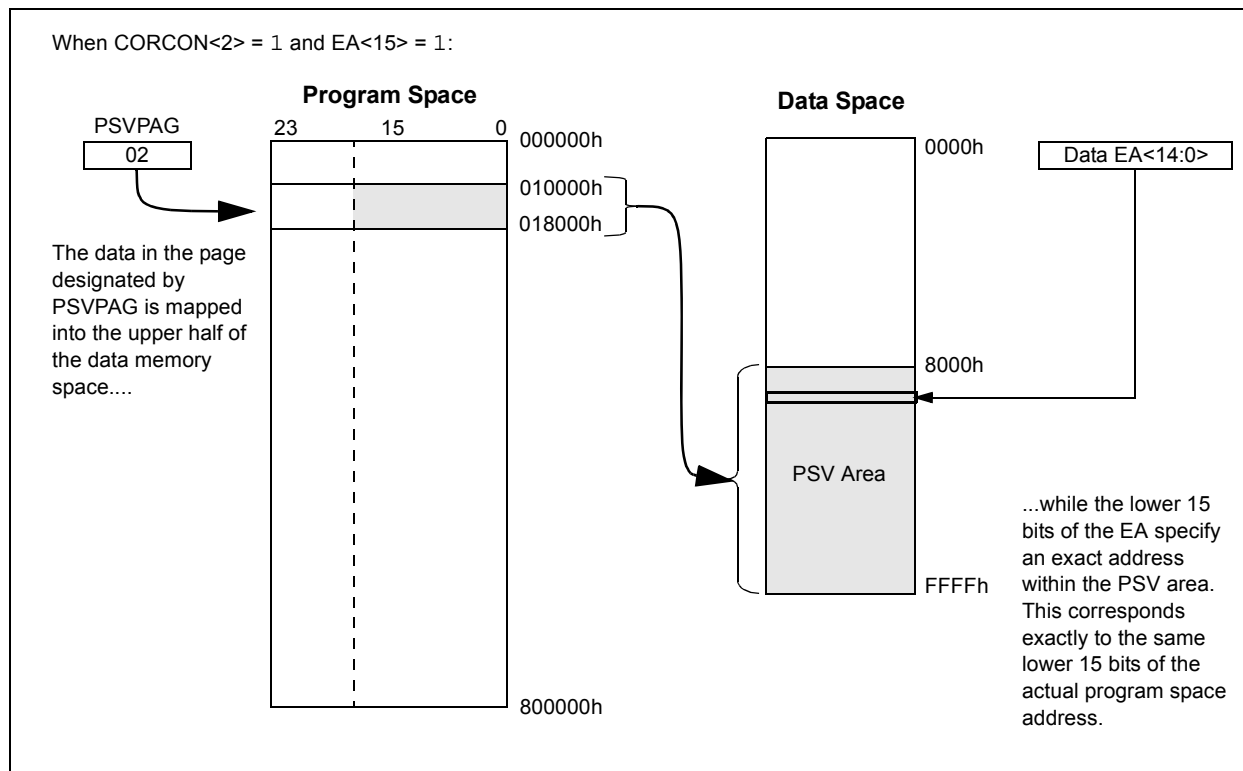 When CORCON<2> = 1 and EA<15> = 1:
Program Space
Data Space
PSVPAG
02
23 15 0
000000h
010000h
018000h
800000h
The data in the page
designated by
PSVPAG is mapped
into the upper half of
the data memory
space....
0000h
8000h
PSV Area
FFFFh
Data EA<14:0>
...while the lower 15
bits of the EA specify
an exact address
within the PSV area.
This corresponds
exactly to the same
lower 15 bits of the
actual program space
address.